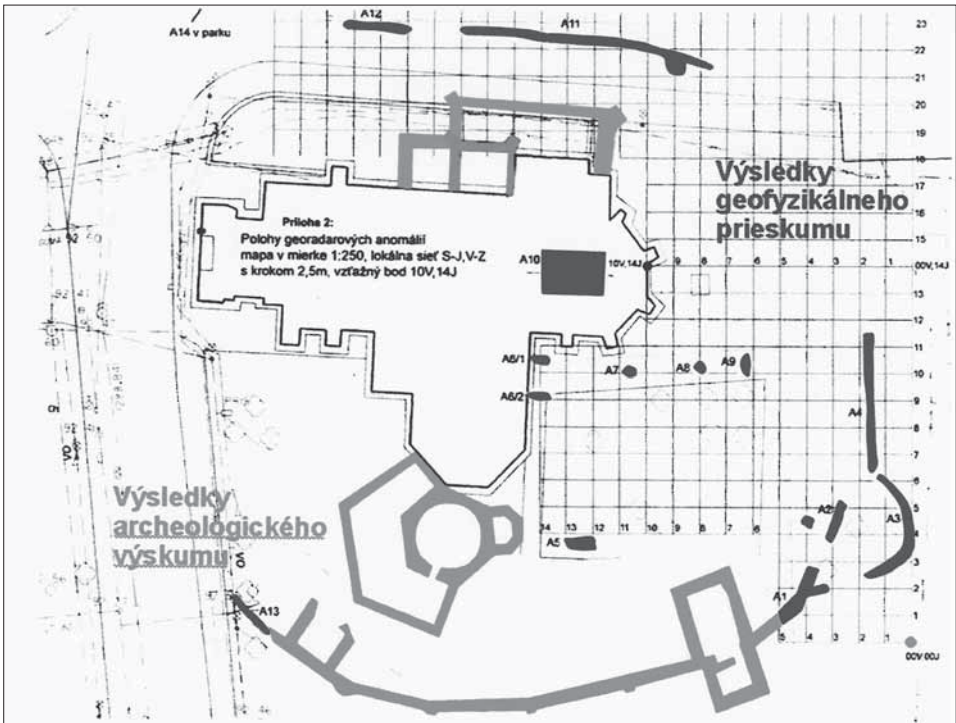 A12
A11
A14 v parku
23
22
21
20
19
18
17
16
15
Výsledky
geofyzikálneho
prieskumu
Príloha 2:
Polohy georadarových anomálií
mapa v mierke 1:250, lokálna sieť S-J,V-Z
s krokom 2,5m, vzťažný bod 10V,14J
A10
10V,14J
9 8 7 6 5 4 3 2 1
00V,14J
13
12
11
10
9
8
7
6
5
4
3
2
1
A6/1
A6/2
A7
A8
A9
A4
A2
A3
VO
Výsledky
archeologického
výskumu
VO
14 13 12 11 10 9 8 7 6
A5
A13
A1
5 4 3 2 1
00V 00J